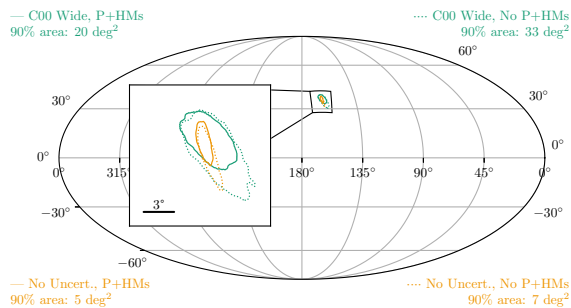 — C00 Wide, P+HMs
90% area: 20 deg²
···· C00 Wide, No P+HMs
90% area: 33 deg²
60°
30°
30°
0°
0°
0°
315°
180°
135°
90°
45°
0°
3°
−30°
−30°
−60°
— No Uncert., P+HMs
90% area: 5 deg²
···· No Uncert., No P+HMs
90% area: 7 deg²